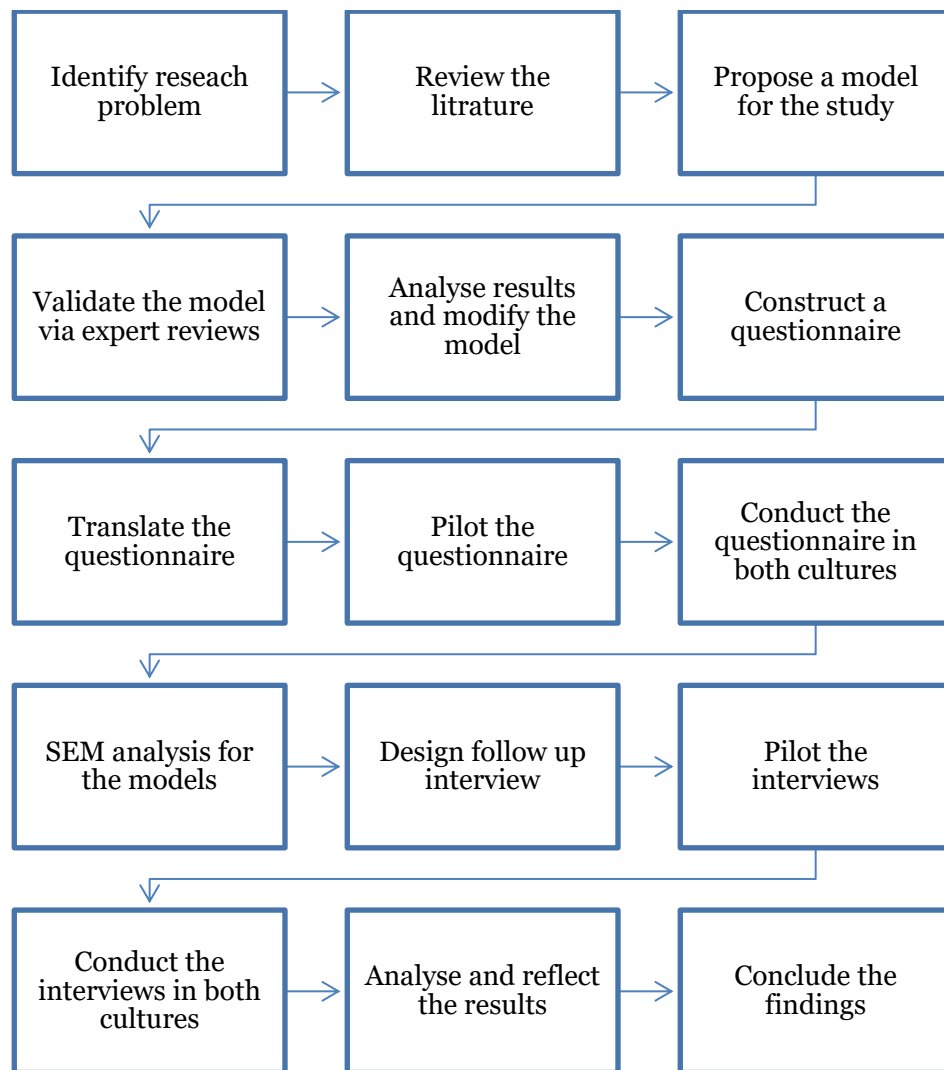 Identify reseach
problem
Review the
litrature
Propose a model
for the study
Validate the model
via expert reviews
Analyse results
and modify the
model
Construct a
questionnaire
Translate the
questionnaire
Pilot the
questionnaire
Conduct the
questionnaire in
both cultures
SEM analysis for
the models
Design follow up
interview
Pilot the
interviews
Conduct the
interviews in both
cultures
Analyse and reflect
the results
Conclude the
findings